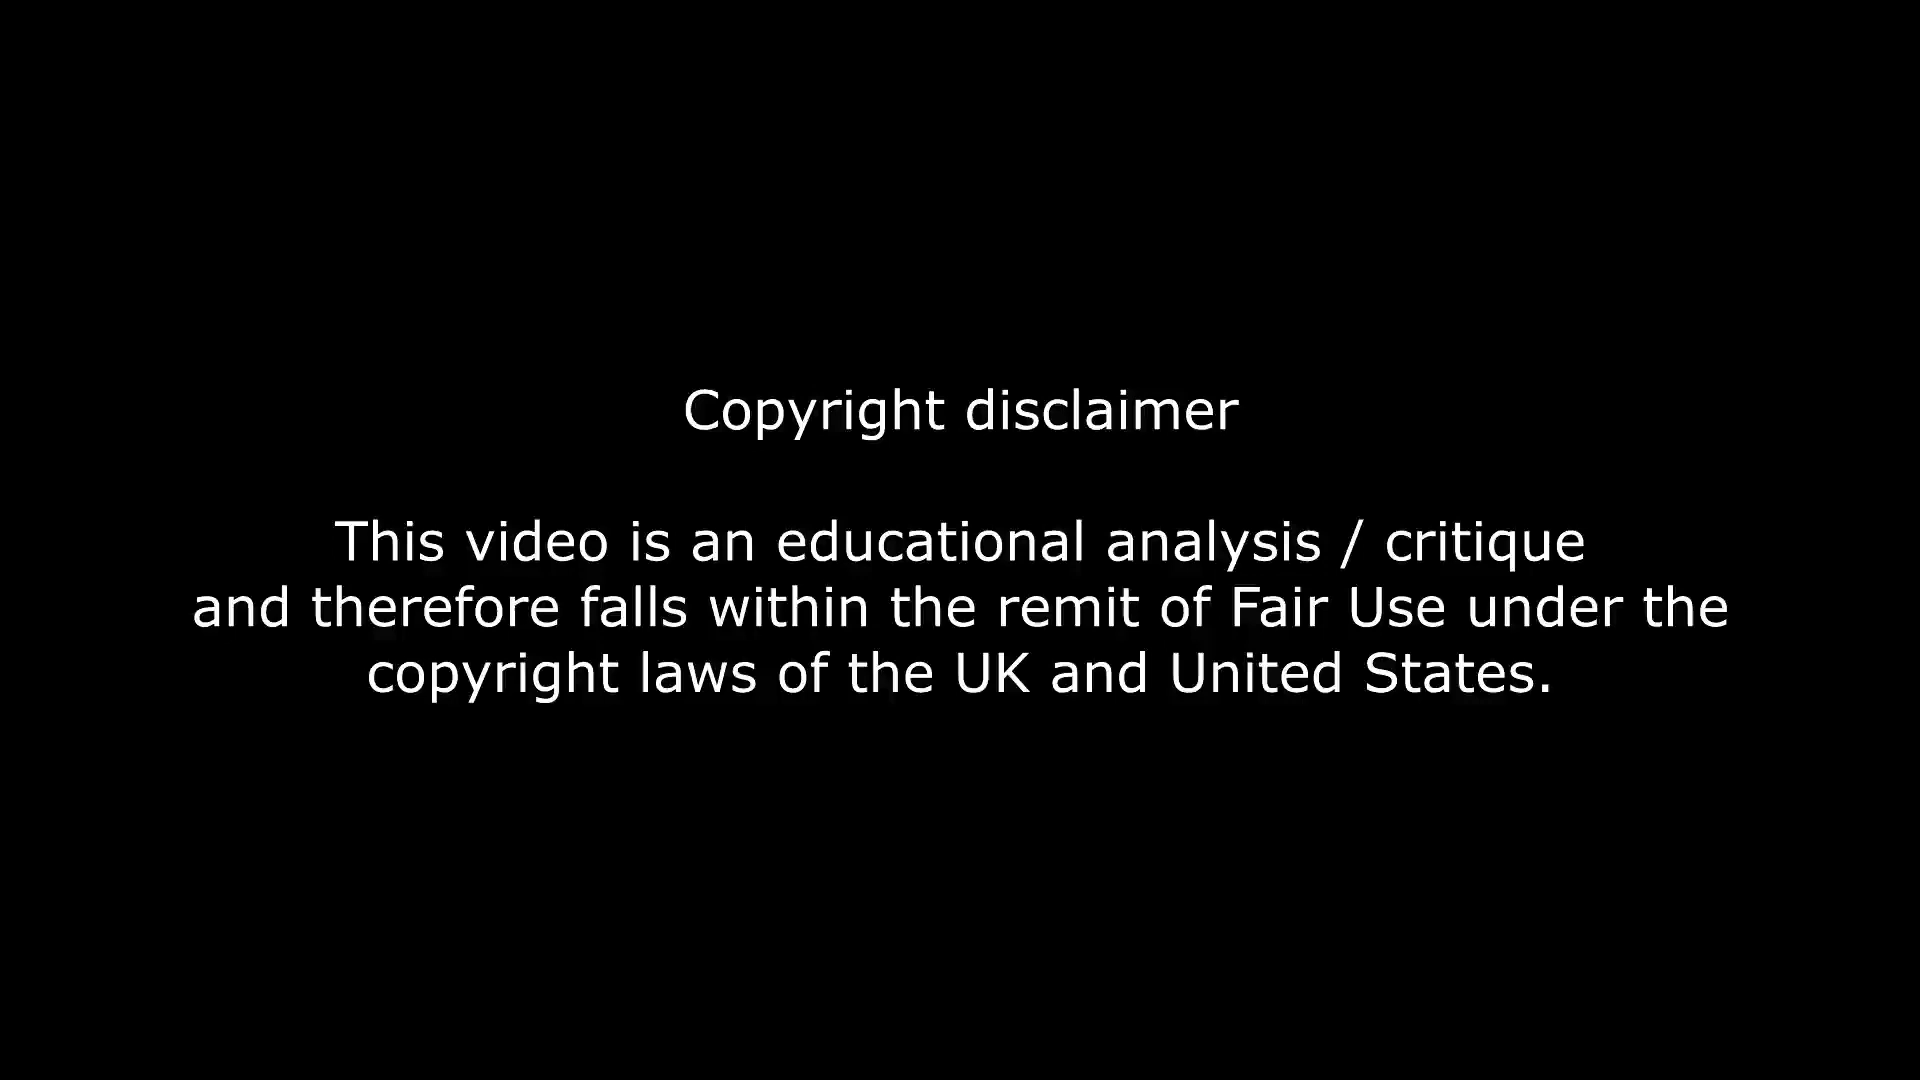 Copyright disclaimer
This video is an educational analysis / critique
and therefore falls within the remit of Fair Use under the
copyright laws of the UK and United States.